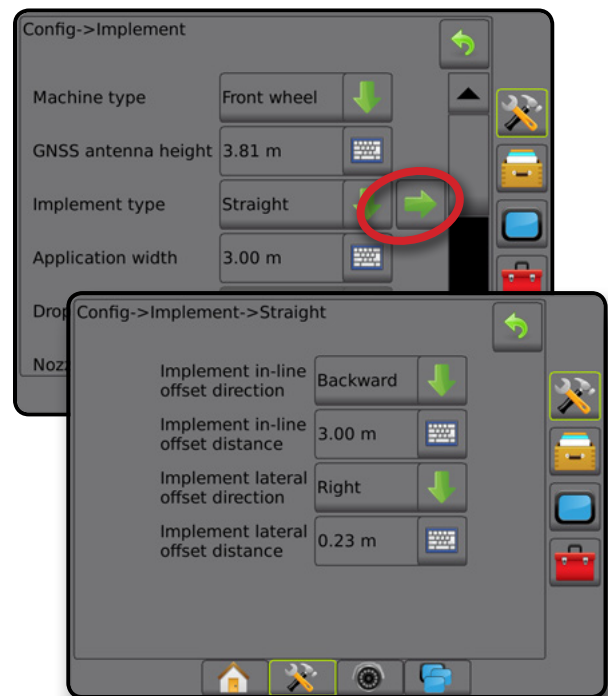 Config->Implement
Machine type Front wheel
GNSS antenna height 3.81 m
Implement type Straight
Application width 3.00 m
Drop
Nozz
Config->Implement->Straight
Implement in-line
offset direction Backward
Implement in-line
offset distance 3.00 m
Implement lateral
offset direction Right
Implement lateral
offset distance 0.23 m